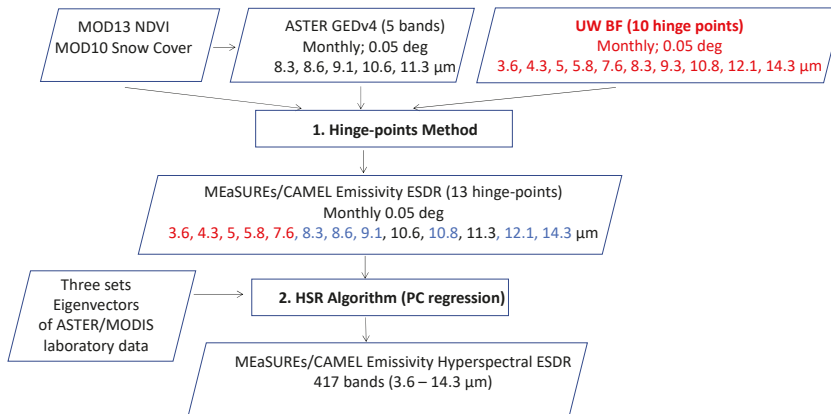 MOD13 NDVI
MOD10 Snow Cover
ASTER GEDv4 (5 bands)
Monthly; 0.05 deg
8.3, 8.6, 9.1, 10.6, 11.3 µm
UW BF (10 hinge points)
Monthly; 0.05 deg
3.6, 4.3, 5, 5.8, 7.6, 8.3, 9.3, 10.8, 12.1, 14.3 µm
1. Hinge-points Method
MEaSUREs/CAMEL Emissivity ESDR (13 hinge-points)
Monthly 0.05 deg
3.6, 4.3, 5, 5.8, 7.6, 8.3, 8.6, 9.1, 10.6, 10.8, 11.3, 12.1, 14.3 µm
Three sets
Eigenvectors
of ASTER/MODIS
laboratory data
2. HSR Algorithm (PC regression)
MEaSUREs/CAMEL Emissivity Hyperspectral ESDR
417 bands (3.6 – 14.3 µm)